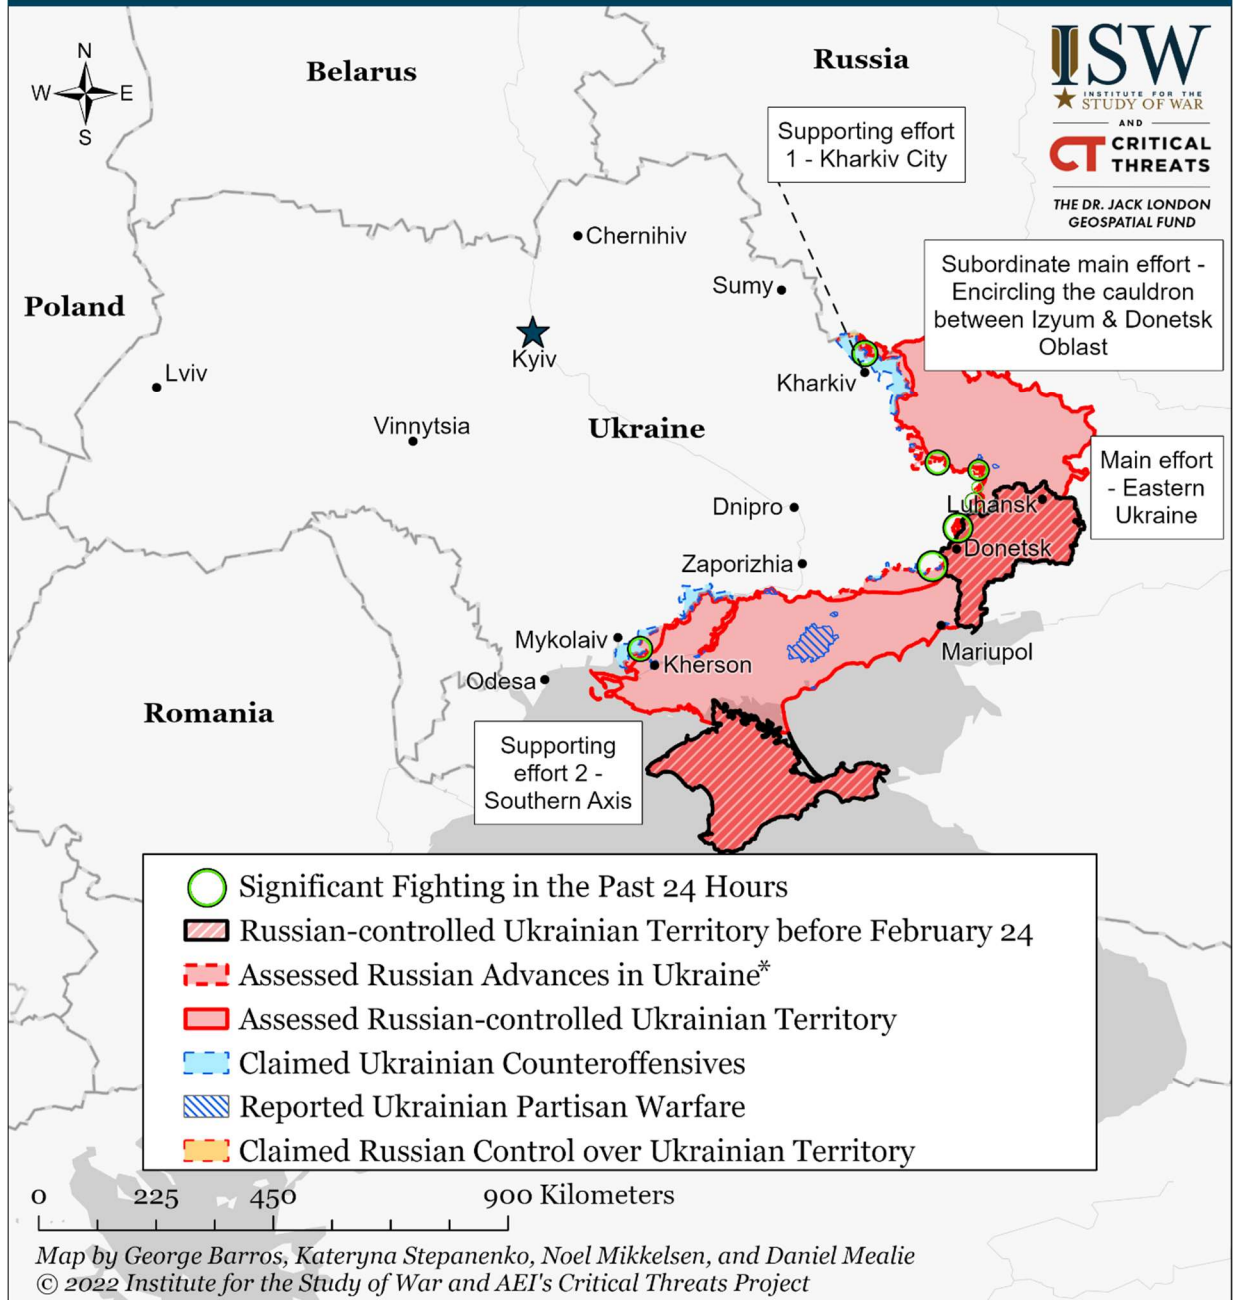 N
W
E
S
Belarus
Russia
ISW
INSTITUTE FOR THE
STUDY OF WAR
AND
CT CRITICAL
THREATS
THE DR. JACK LONDON
GEOSPATIAL FUND
Supporting effort
1 - Kharkiv City
Chernihiv
Subordinate main effort -
Encircling the cauldron
between Izyum & Donetsk
Oblast
Sumy
Poland
Kyiv
Lviv
Kharkiv
Vinnytsia
Ukraine
Main effort
- Eastern
Ukraine
Dnipro
Luhansk
Donetsk
Zaporizhia
Mykolaiv
Mariupol
Kherson
Odesa
Romania
Supporting
effort 2 -
Southern Axis
Significant Fighting in the Past 24 Hours
Russian-controlled Ukrainian Territory before February 24
Assessed Russian Advances in Ukraine*
Assessed Russian-controlled Ukrainian Territory
Claimed Ukrainian Counteroffensives
Reported Ukrainian Partisan Warfare
Claimed Russian Control over Ukrainian Territory
0 225 450 900 Kilometers
Map by George Barros, Kateryna Stepanenko, Noel Mikkelsen, and Daniel Mealie
© 2022 Institute for the Study of War and AEI's Critical Threats Project